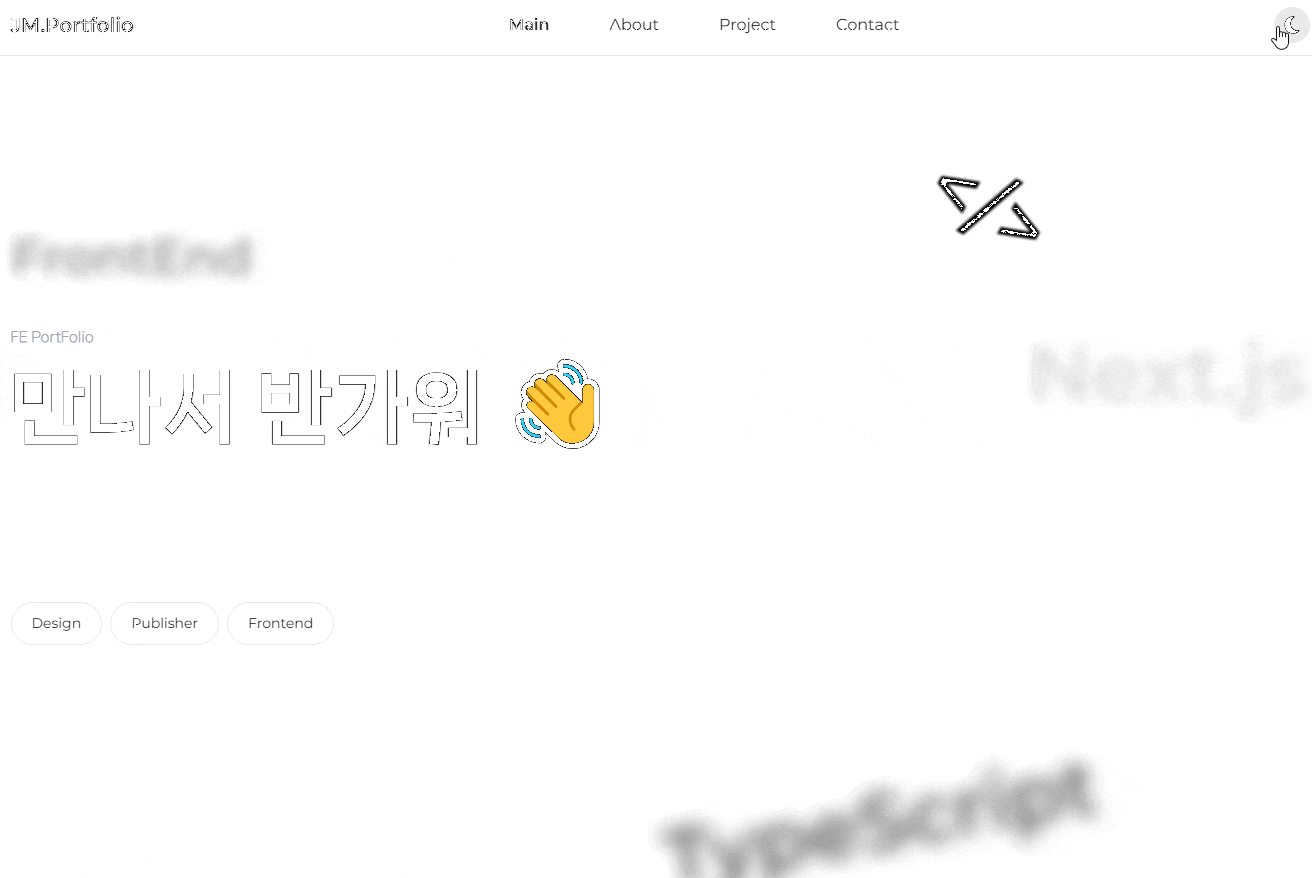 JM.Portfolio
Main
About
Project
Contact
</>
FrontEnd
FE PortFolio
Next.js
만나서 반가워 👋
Design
Publisher
Frontend
TypeScript